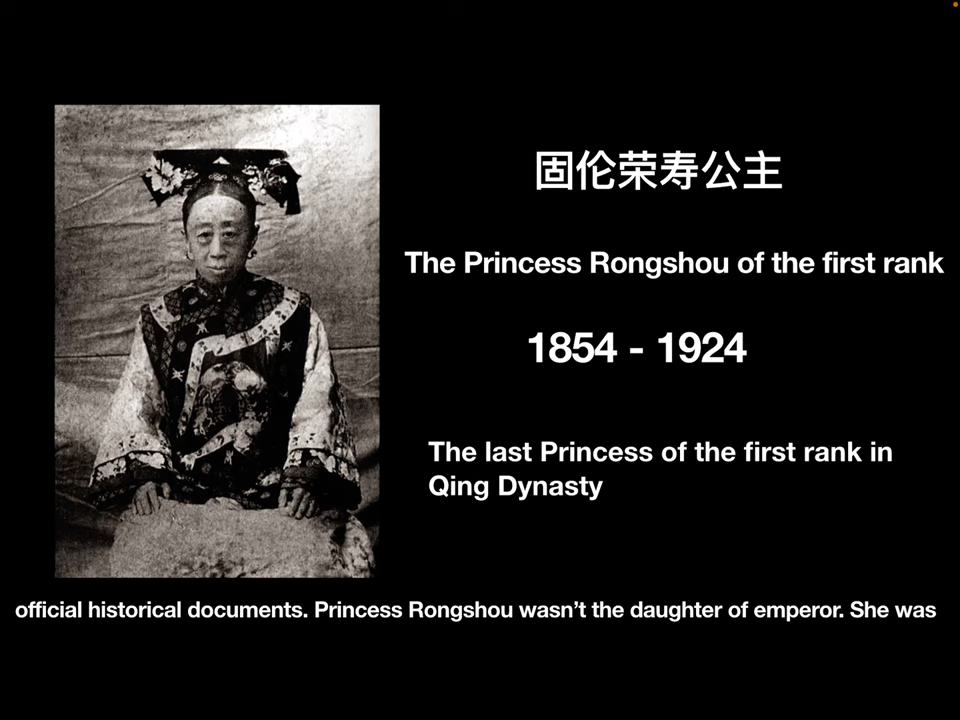 固伦荣寿公主
The Princess Rongshou of the first rank
1854 - 1924
The last Princess of the first rank in
Qing Dynasty
official historical documents. Princess Rongshou wasn’t the daughter of emperor. She was